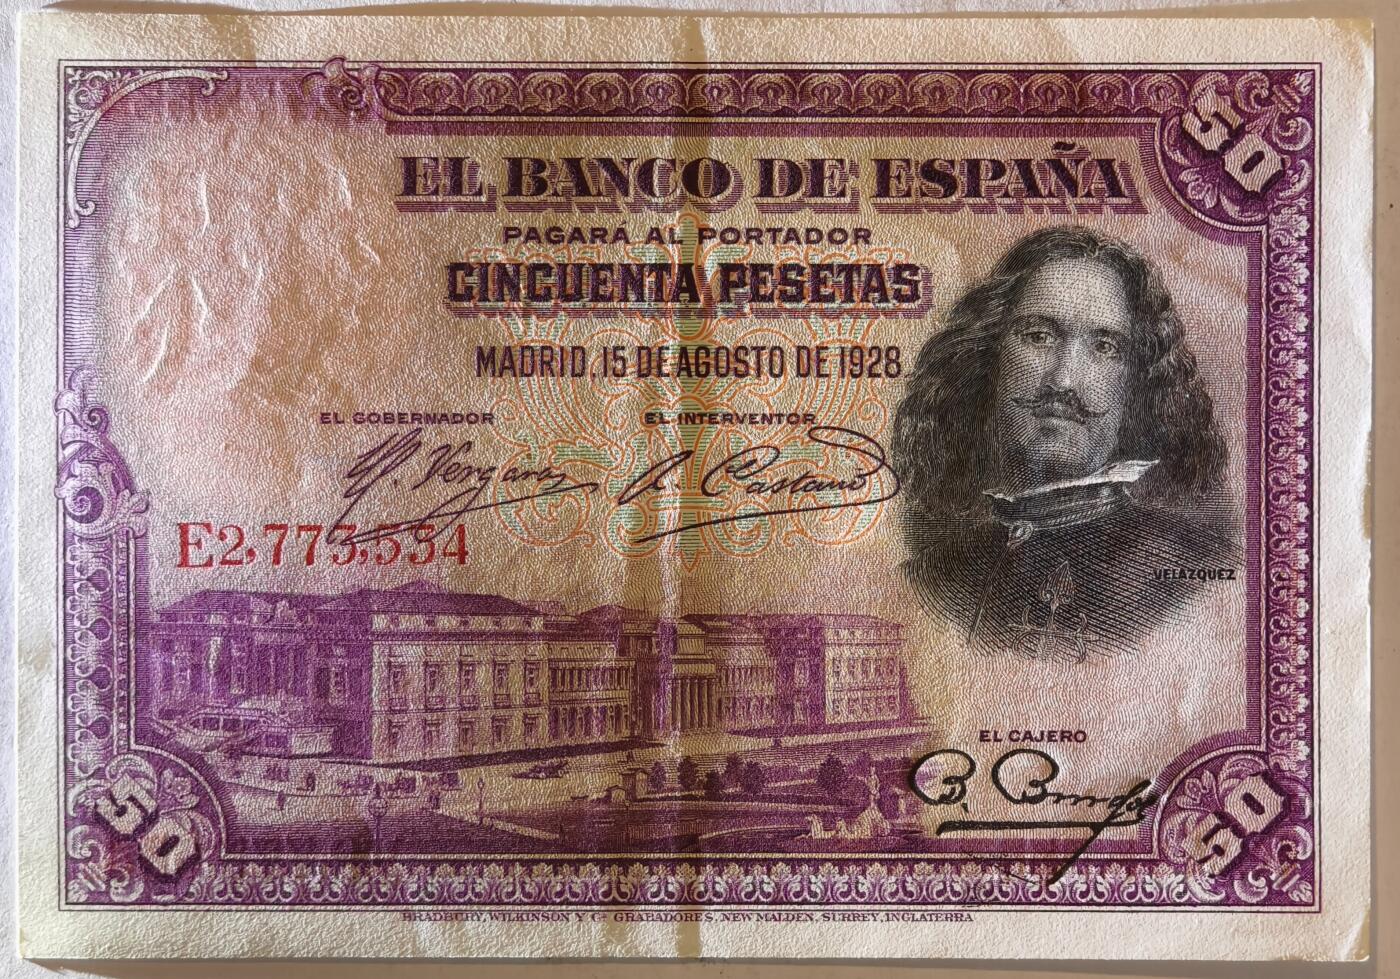 50
EL BANCO DE ESPAÑA
PAGARÁ AL PORTADOR
CINCUENTA PESETAS
MADRID, 15 DE AGOSTO DE 1928
EL GOBERNADOR EL INTERVENTOR
E2,773,534
VELAZQUEZ
EL CAJERO
50 50
BRADBURY, WILKINSON Y Cª GRABADORES, NEW MALDEN, SURREY, INGLATERRA